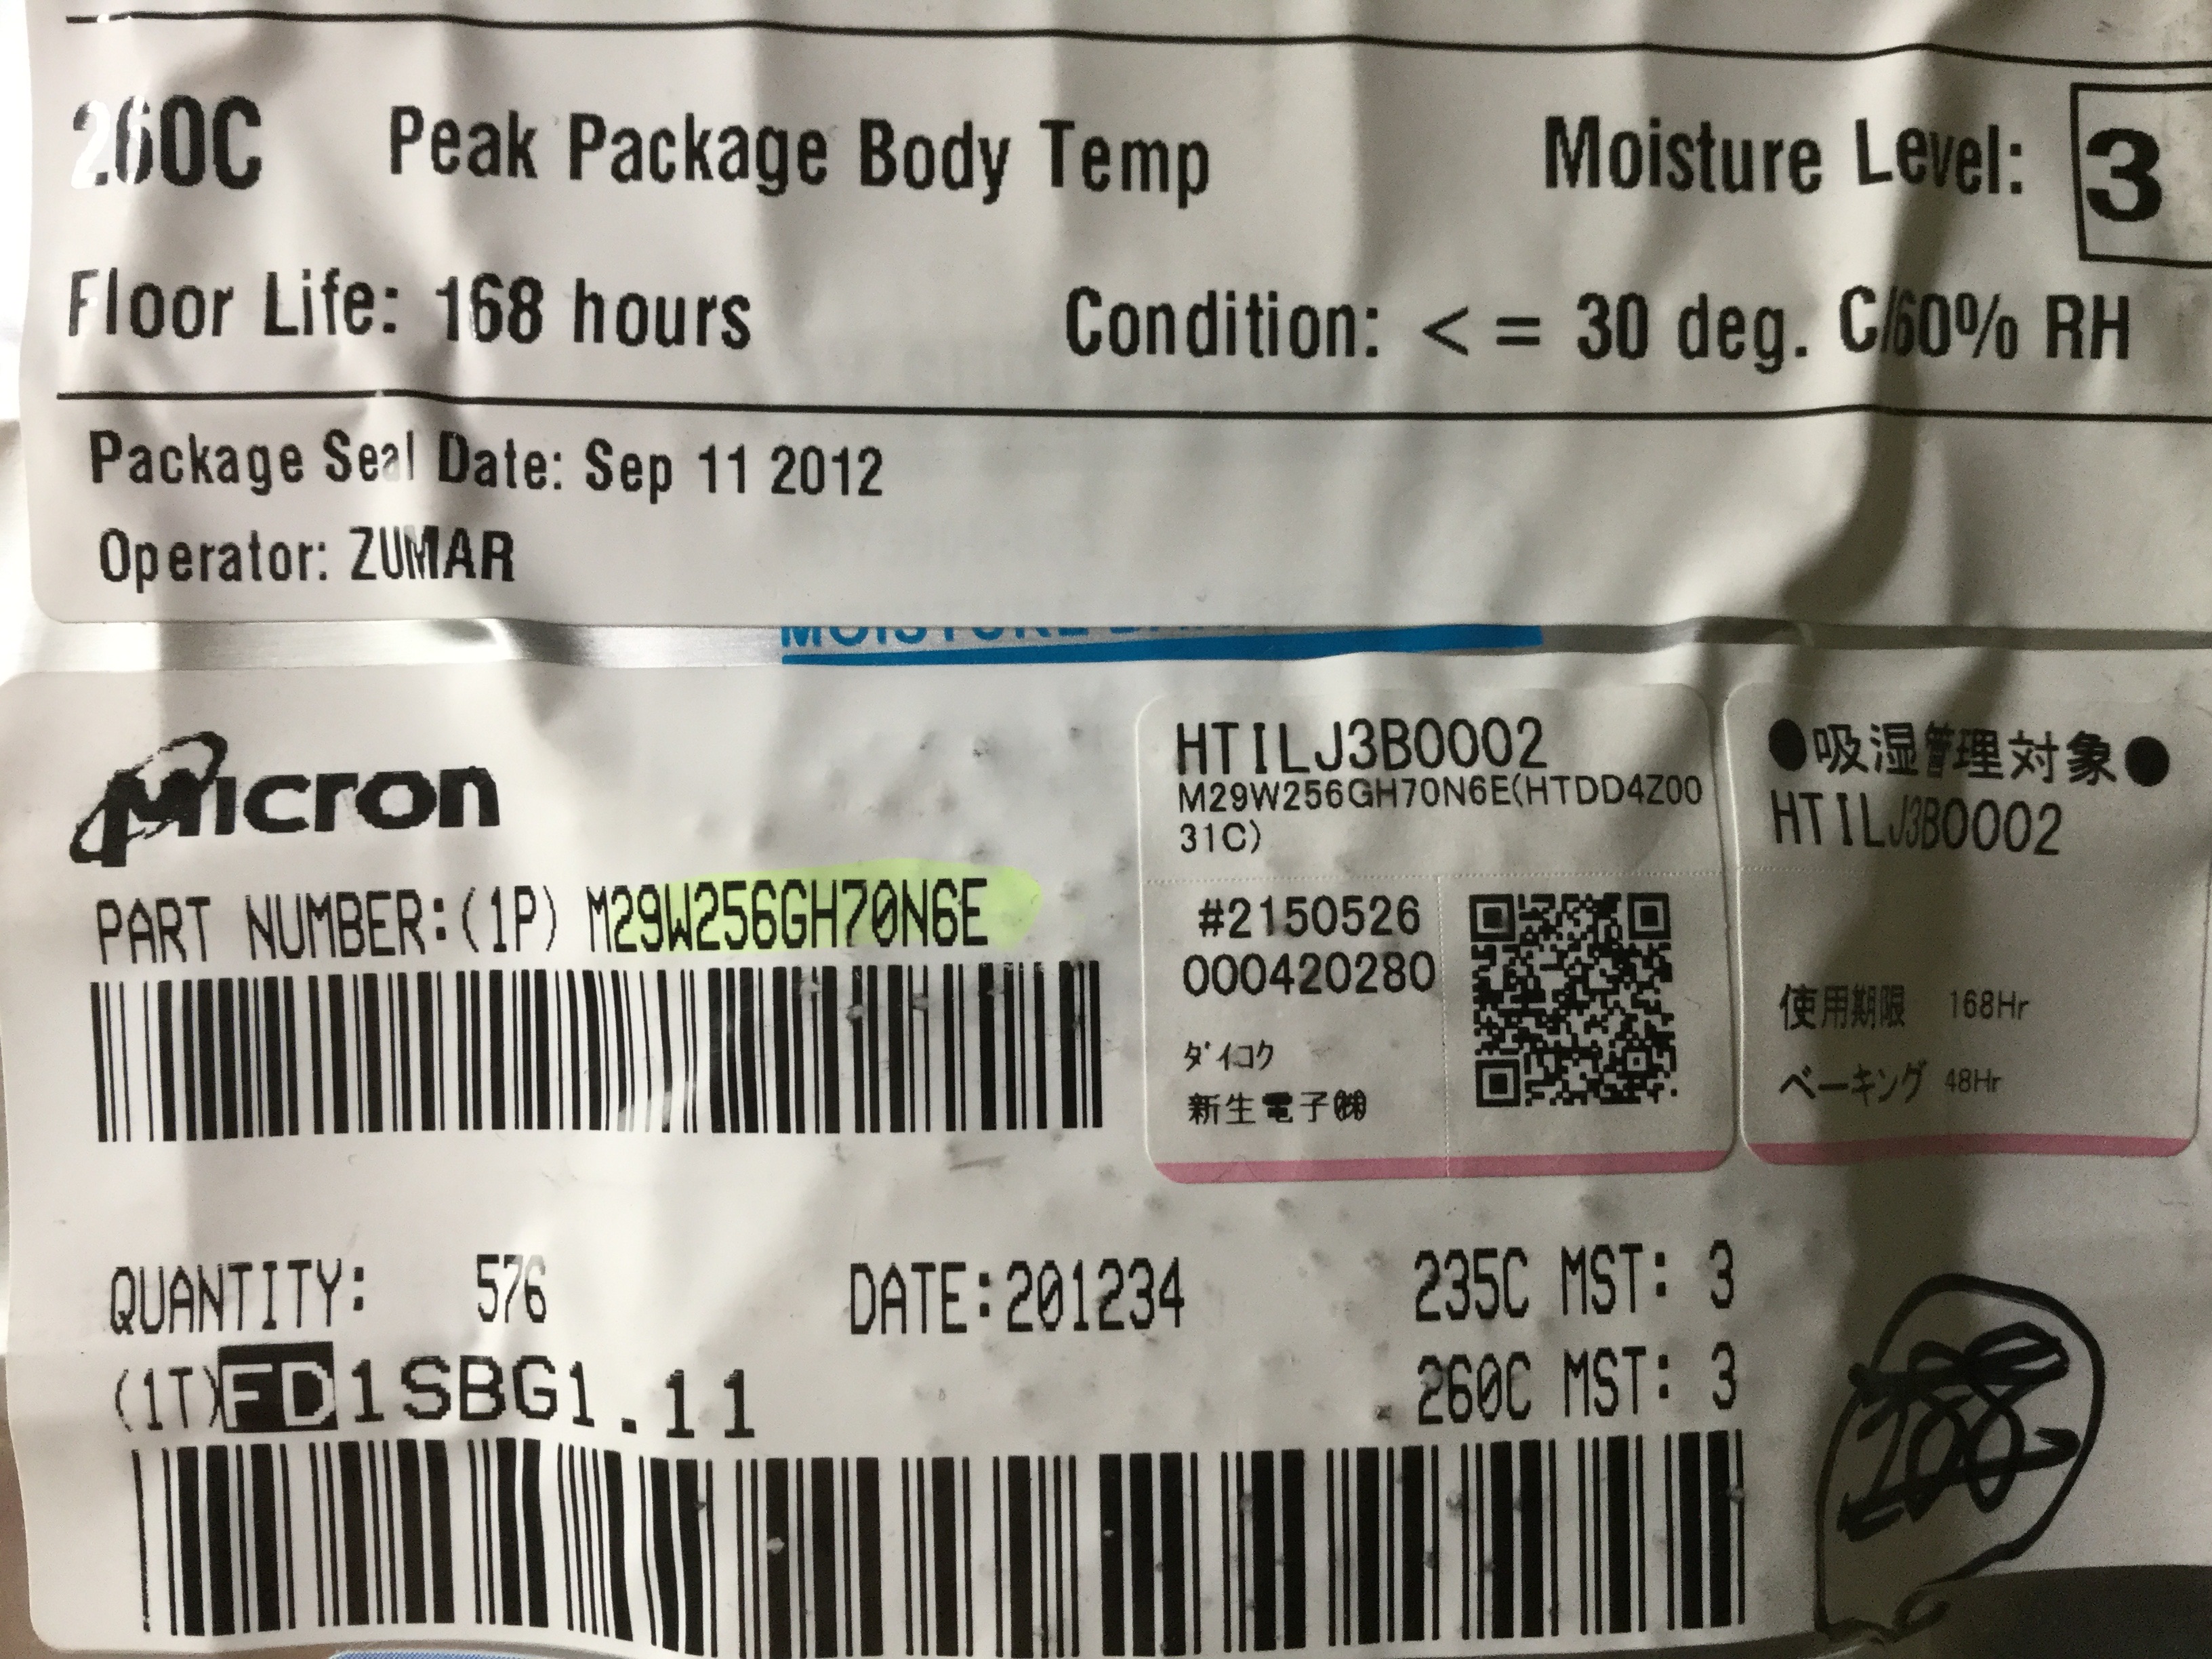 260C Peak Package Body Temp Moisture Level: 3
Floor Life: 168 hours Condition: < = 30 deg. C/60% RH
Package Seal Date: Sep 11 2012
Operator: ZUMAR
MOISTURE
Micron
PART NUMBER:(1P) M29W256GH70N6E
HTILJ3B0002
M29W256GH70N6E(HTDD4Z00
31C)
#2150526
000420280
ダイコク
新生電子㈱
●吸湿管理対象●
HTILJ3B0002
使用期限 168Hr
ベーキング 48Hr
QUANTITY: 576 DATE:201234 235C MST: 3
(1T)FD1SBG1.11 260C MST: 3